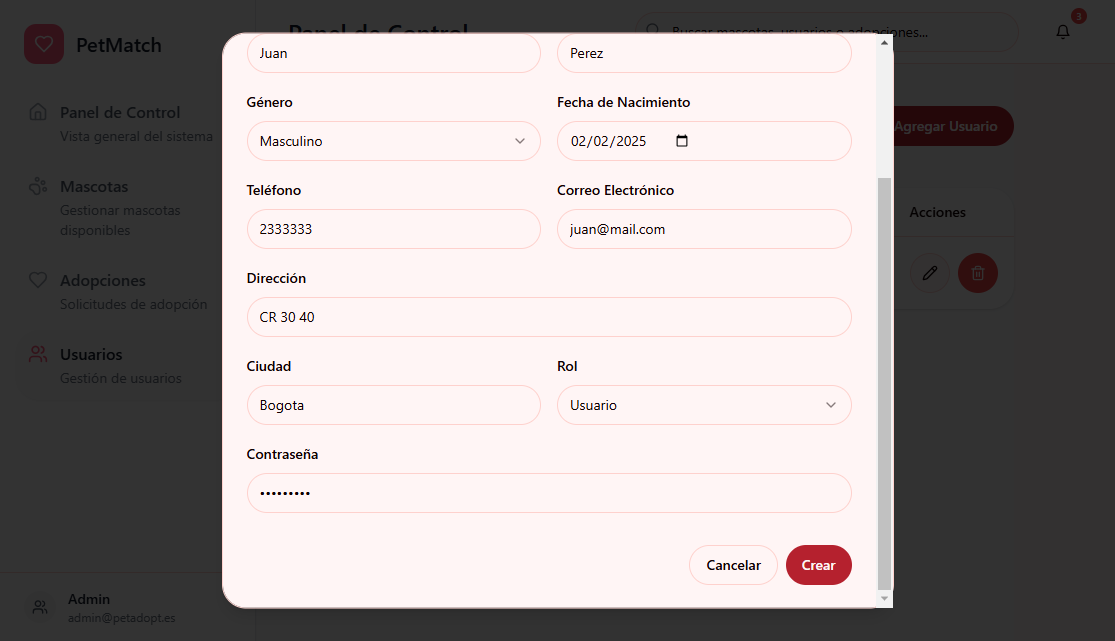 PetMatch
Panel de Control
Buscar mascotas, usuarios o adopciones...
3
Panel de Control
Vista general del sistema
Mascotas
Gestionar mascotas
disponibles
Adopciones
Solicitudes de adopción
Usuarios
Gestión de usuarios
Admin
admin@petadopt.es
Agregar Usuario
Acciones
Juan
Perez
Género
Fecha de Nacimiento
Masculino
02/02/2025
Teléfono
Correo Electrónico
2333333
juan@mail.com
Dirección
CR 30 40
Ciudad
Rol
Bogota
Usuario
Contraseña
•••••••••
Cancelar
Crear